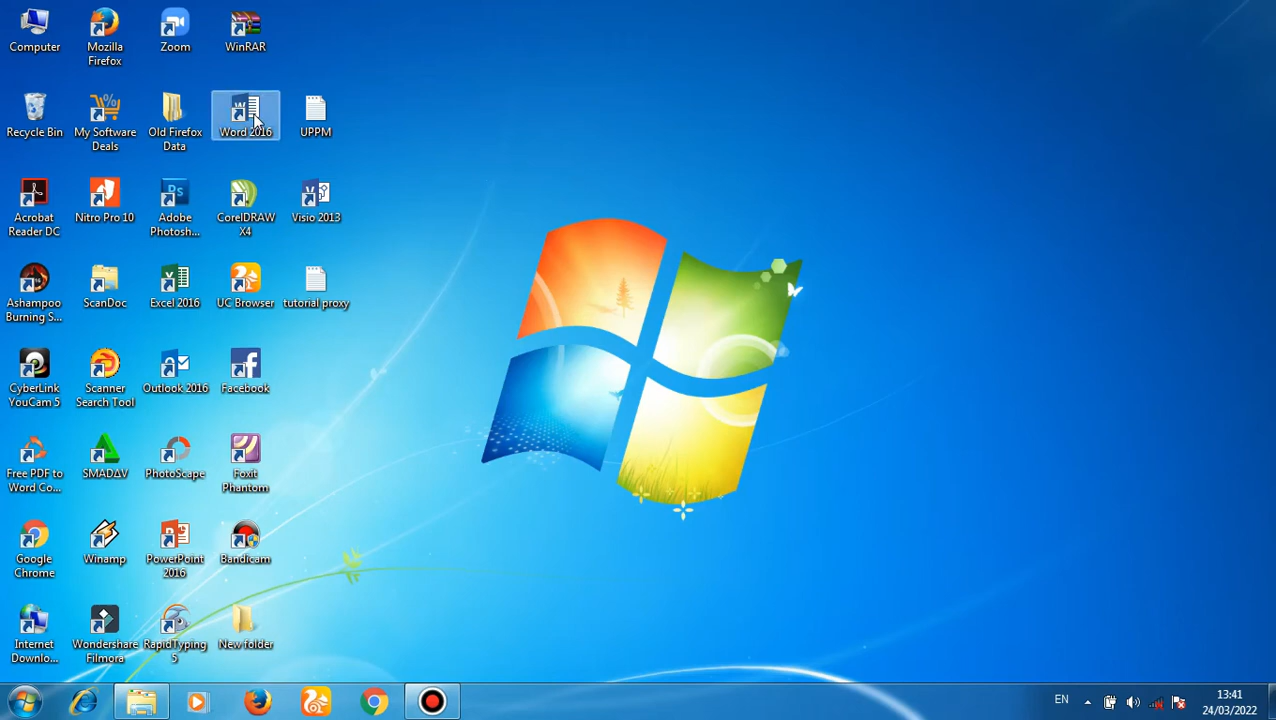 Computer
Mozilla
Firefox
Zoom
WinRAR
Recycle Bin
My Software
Deals
Old Firefox
Data
Word 2016
UPPM
Acrobat
Reader DC
Nitro Pro 10
Adobe
Photosh...
CorelDRAW
X4
Visio 2013
Ashampoo
Burning S...
ScanDoc
Excel 2016
UC Browser
tutorial proxy
CyberLink
YouCam 5
Scanner
Search Tool
Outlook 2016
Facebook
Free PDF to
Word Co...
SMADΔV
PhotoScape
Foxit
Phantom
Google
Chrome
Winamp
PowerPoint
2016
Bandicam
Internet
Downlo...
Wondershare
Filmora
RapidTyping
5
New folder
EN
13:41
24/03/2022